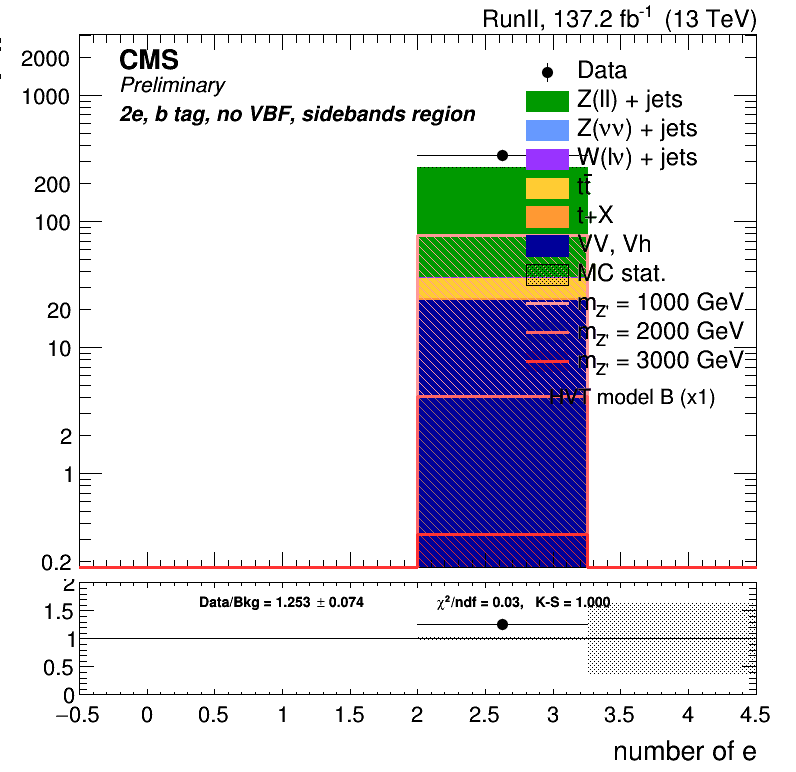 RunII, 137.2 fb⁻¹ (13 TeV)
CMS
Preliminary
2e, b tag, no VBF, sidebands region
Data
Z(ll) + jets
Z(νν) + jets
W(lν) + jets
tt̄
t+X
VV, Vh
MC stat.
m_Z' = 1000 GeV
m_Z' = 2000 GeV
m_Z' = 3000 GeV
HVT model B (x1)
2000
1000
200
100
20
10
2
1
0.2
Data/Bkg = 1.253 ± 0.074
χ²/ndf = 0.03, K-S = 1.000
2
1.5
1
0.5
0
−0.5 0 0.5 1 1.5 2 2.5 3 3.5 4 4.5
number of e